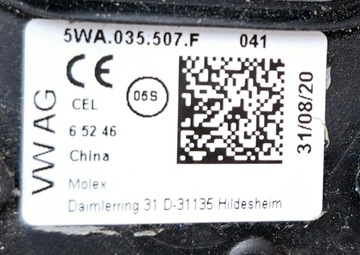 5WA.035.507.F 041
VW AG
CE
CEL
05S
6 52 46
China
31/08/20
Molex
Daimlerring 31 D-31135 Hildesheim